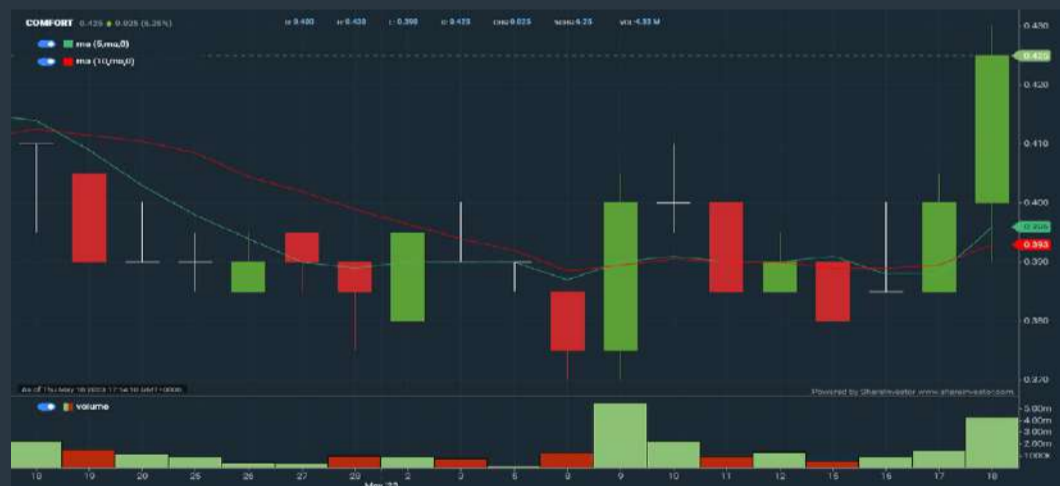 COMFORT 0.425 0.025 (6.25%) O: 0.400 H: 0.430 L: 0.390 C: 0.425 CHG: 0.025 %CHG: 6.25 VOL: 4.33 M
ma (5,ma,0)
ma (10,ma,0)
0.430
0.425
0.420
0.410
0.400
0.393
0.390
0.380
0.370
Powered by ShareInvestor www.shareinvestor.com
volume
5.00m
4.00m
3.00m
2.00m
1000k
18 19 20 25 26 27 28 2 3 5 8 9 10 11 12 15 16 17 18
May '23